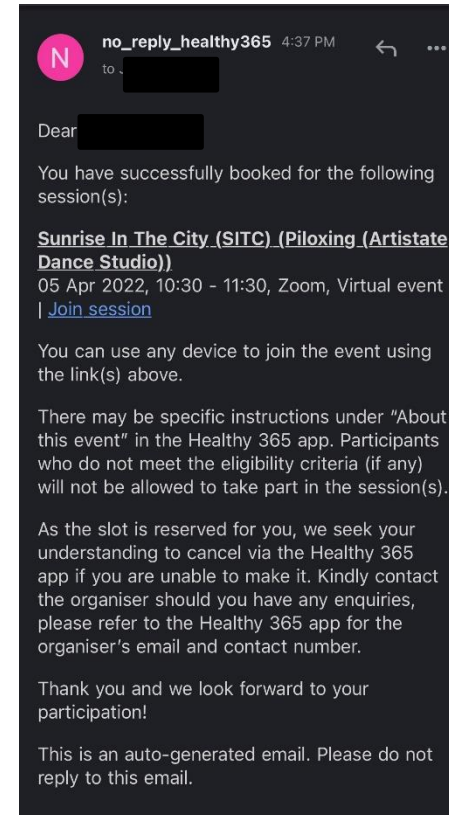 N
no_reply_healthy365 4:37 PM
to
Dear
You have successfully booked for the following
session(s):
Sunrise In The City (SITC) (Piloxing (Artistate
Dance Studio))
05 Apr 2022, 10:30 - 11:30, Zoom, Virtual event
| Join session
You can use any device to join the event using
the link(s) above.
There may be specific instructions under "About
this event" in the Healthy 365 app. Participants
who do not meet the eligibility criteria (if any)
will not be allowed to take part in the session(s).
As the slot is reserved for you, we seek your
understanding to cancel via the Healthy 365
app if you are unable to make it. Kindly contact
the organiser should you have any enquiries,
please refer to the Healthy 365 app for the
organiser's email and contact number.
Thank you and we look forward to your
participation!
This is an auto-generated email. Please do not
reply to this email.